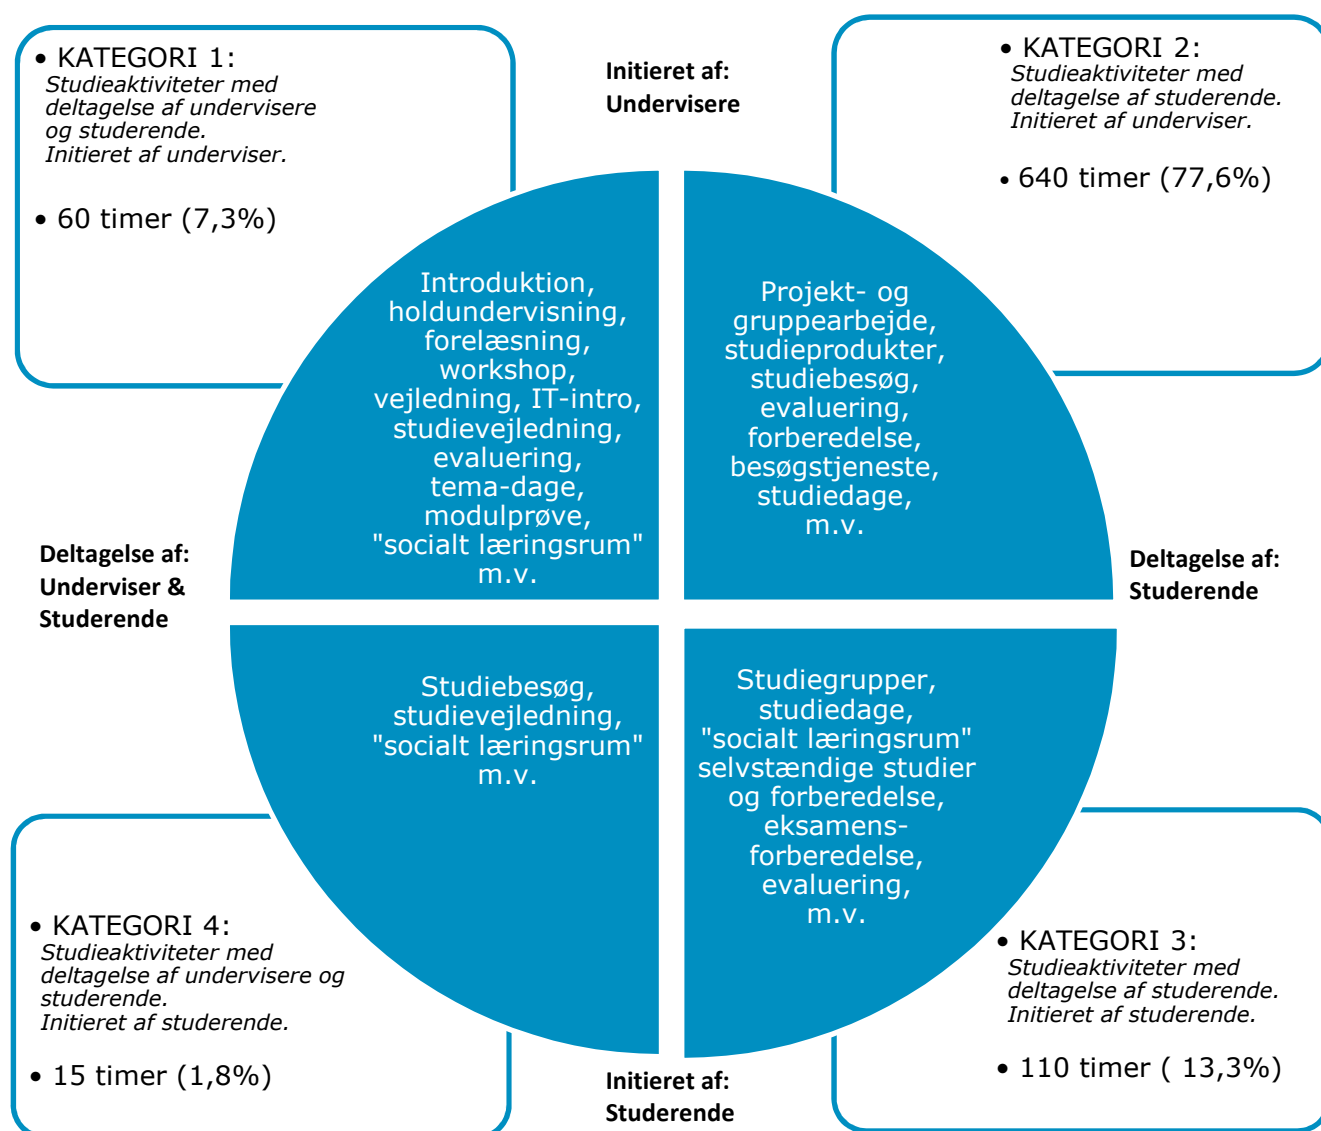 • KATEGORI 1:
Studieaktiviteter med
deltagelse af undervisere
og studerende.
Initieret af underviser.
• 60 timer (7,3%)
Initieret af:
Undervisere
• KATEGORI 2:
Studieaktiviteter med
deltagelse af studerende.
Initieret af underviser.
• 640 timer (77,6%)
Introduktion,
holdundervisning,
forelæsning,
workshop,
vejledning, IT-intro,
studievejledning,
evaluering,
tema-dage,
modulprøve,
"socialt læringsrum"
m.v.
Projekt- og
gruppearbejde,
studieprodukter,
studiebesøg,
evaluering,
forberedelse,
besøgstjeneste,
studiedage,
m.v.
Deltagelse af:
Underviser &
Studerende
Deltagelse af:
Studerende
Studiebesøg,
studievejledning,
"socialt læringsrum"
m.v.
Studiegrupper,
studiedage,
"socialt læringsrum"
selvstændige studier
og forberedelse,
eksamens-
forberedelse,
evaluering,
m.v.
• KATEGORI 4:
Studieaktiviteter med
deltagelse af undervisere og
studerende.
Initieret af studerende.
• 15 timer (1,8%)
Initieret af:
Studerende
• KATEGORI 3:
Studieaktiviteter med
deltagelse af studerende.
Initieret af studerende.
• 110 timer ( 13,3%)